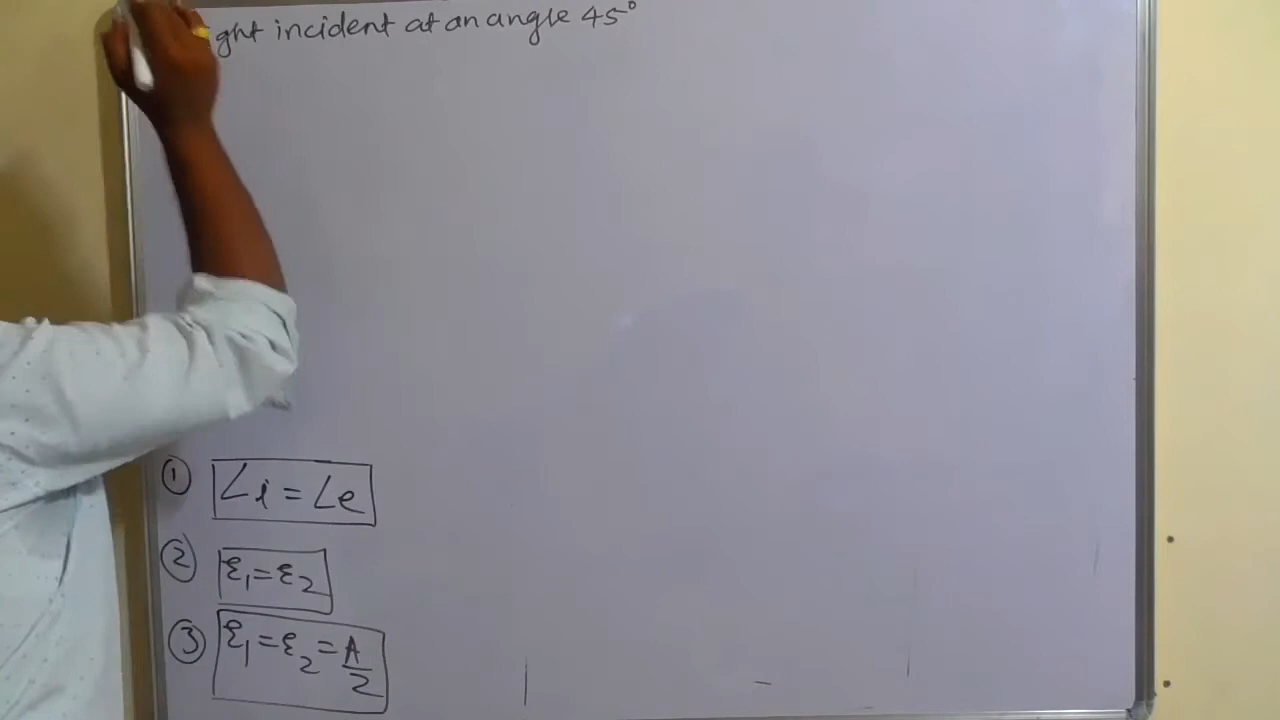 ght incident at an angle 45°
① ∠i = ∠e
② ε₁ = ε₂
③ ε₁ = ε₂ = A/2